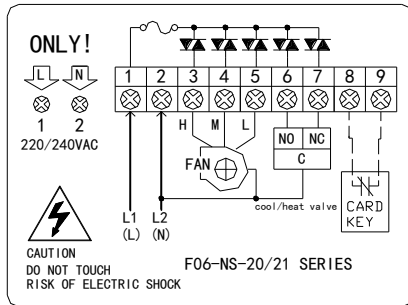 ONLY!
L N
1 2
220/240VAC
1 2 3 4 5 6 7 8 9
H M L
FAN
NO NC
C
cool/heat valve
CARD
KEY
L1 L2
(L) (N)
CAUTION
DO NOT TOUCH
RISK OF ELECTRIC SHOCK
F06-NS-20/21 SERIES